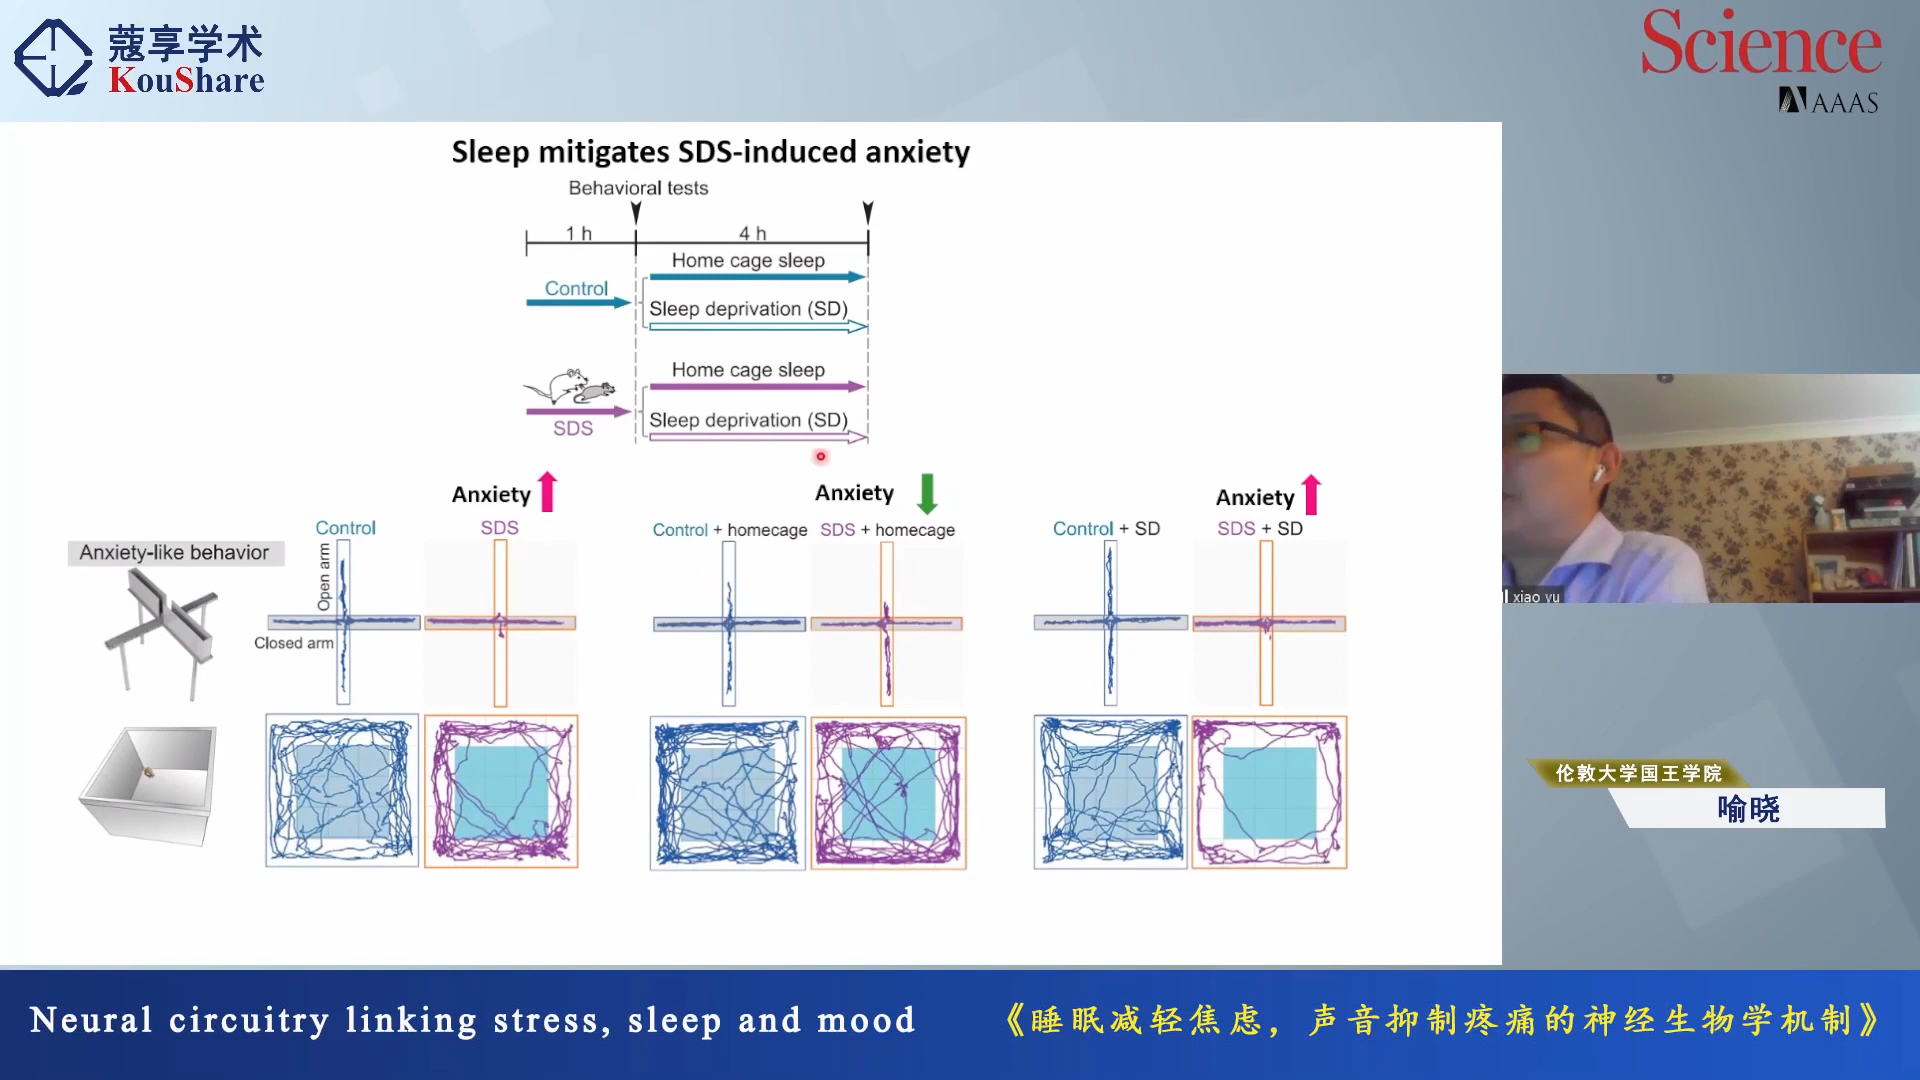 蔻享学术
KouShare
Science
AAAS
Sleep mitigates SDS-induced anxiety
Behavioral tests
1 h
4 h
Home cage sleep
Control
Sleep deprivation (SD)
Home cage sleep
Sleep deprivation (SD)
SDS
Anxiety
Anxiety
Anxiety
Control
SDS
Control + homecage
SDS + homecage
Control + SD
SDS + SD
Anxiety-like behavior
Open arm
Closed arm
xiao yu
伦敦大学国王学院
喻晓
Neural circuitry linking stress, sleep and mood
《睡眠减轻焦虑，声音抑制疼痛的神经生物学机制》